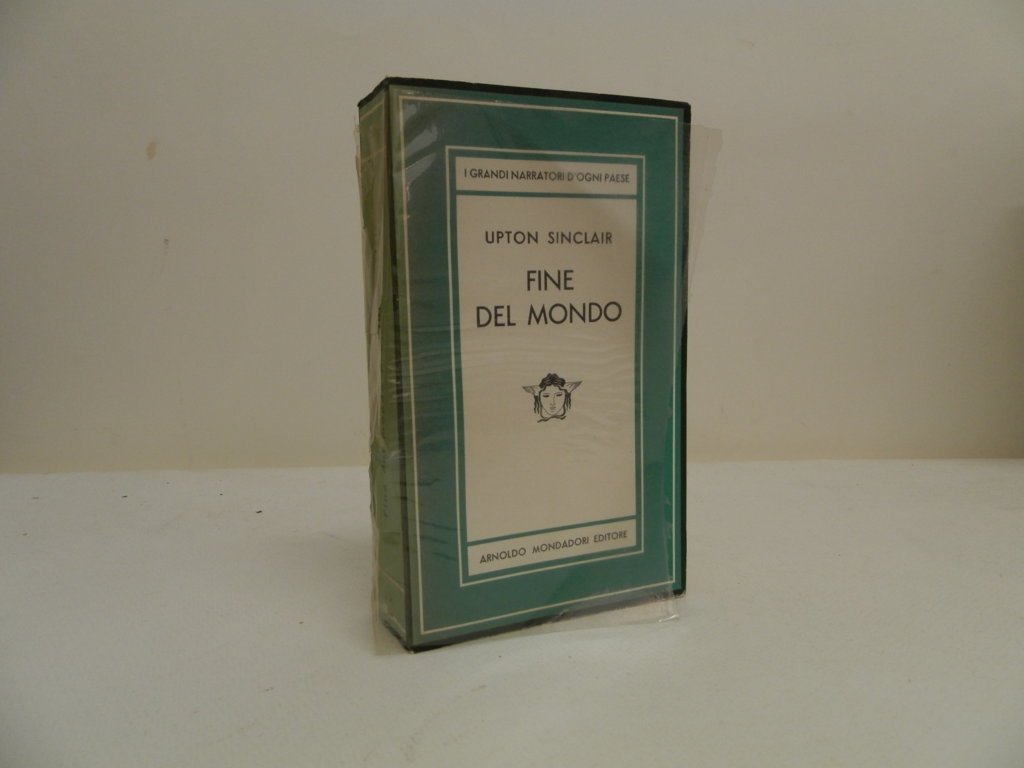 I GRANDI NARRATORI D'OGNI PAESE
UPTON SINCLAIR
FINE
DEL MONDO
ARNOLDO MONDADORI EDITORE